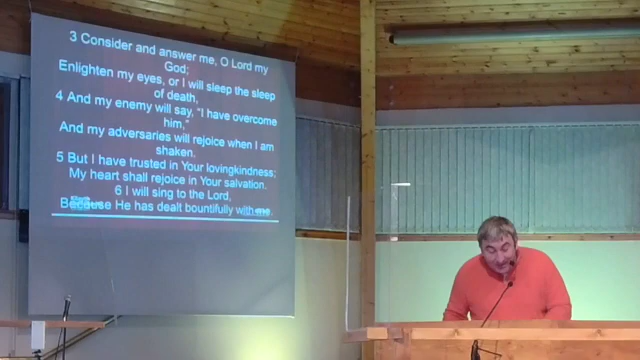 3 Consider and answer me, O Lord my
God;
Enlighten my eyes, or I will sleep the sleep
of death,
4 And my enemy will say, "I have overcome
him,"
And my adversaries will rejoice when I am
shaken.
5 But I have trusted in Your lovingkindness;
My heart shall rejoice in Your salvation.
6 I will sing to the Lord,
Because He has dealt bountifully with me.